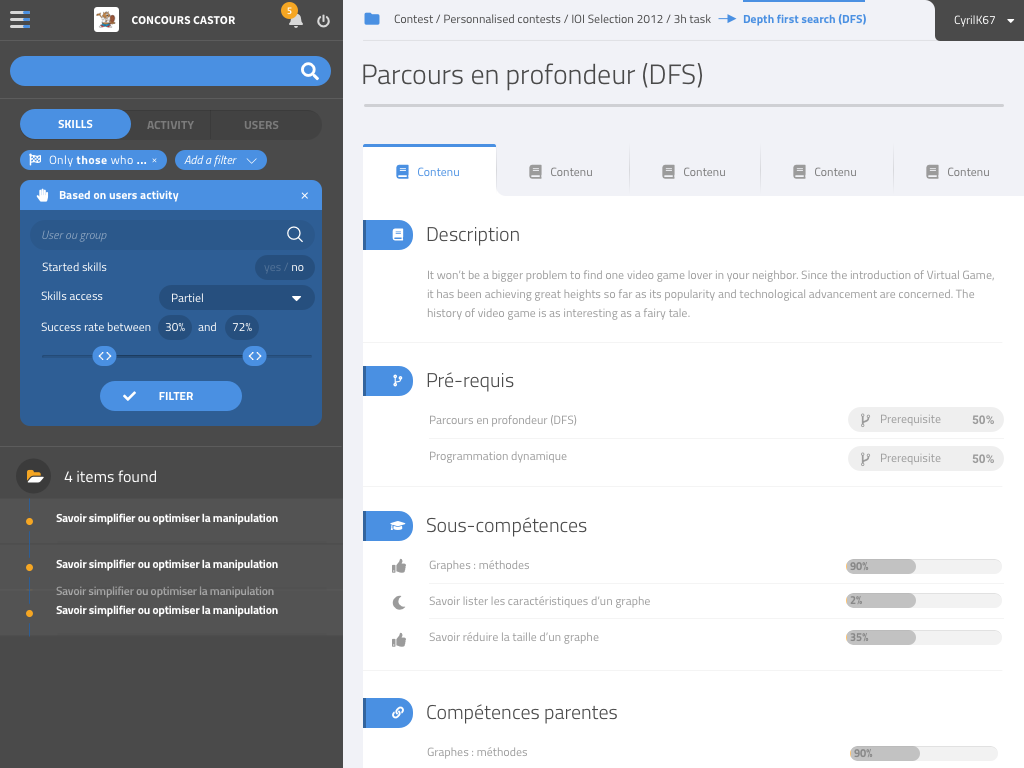 CONCOURS CASTOR
5
SKILLS
ACTIVITY
USERS
Only those who ... ×
Add a filter
Based on users activity ×
User ou group
Started skills
yes / no
Skills access
Partiel
Success rate between 30% and 72%
FILTER
4 items found
Savoir simplifier ou optimiser la manipulation
Savoir simplifier ou optimiser la manipulation
Savoir simplifier ou optimiser la manipulation
Savoir simplifier ou optimiser la manipulation
Contest / Personnalised contests / IOI Selection 2012 / 3h task
Depth first search (DFS)
CyrilK67
Parcours en profondeur (DFS)
Contenu
Contenu
Contenu
Contenu
Contenu
Description
It won't be a bigger problem to find one video game lover in your neighbor. Since the introduction of Virtual Game,
it has been achieving great heights so far as its popularity and technological advancement are concerned. The
history of video game is as interesting as a fairy tale.
Pré-requis
Parcours en profondeur (DFS)
Prerequisite 50%
Programmation dynamique
Prerequisite 50%
Sous-compétences
Graphes : méthodes
90%
Savoir lister les caractéristiques d'un graphe
2%
Savoir réduire la taille d'un graphe
35%
Compétences parentes
Graphes : méthodes
90%